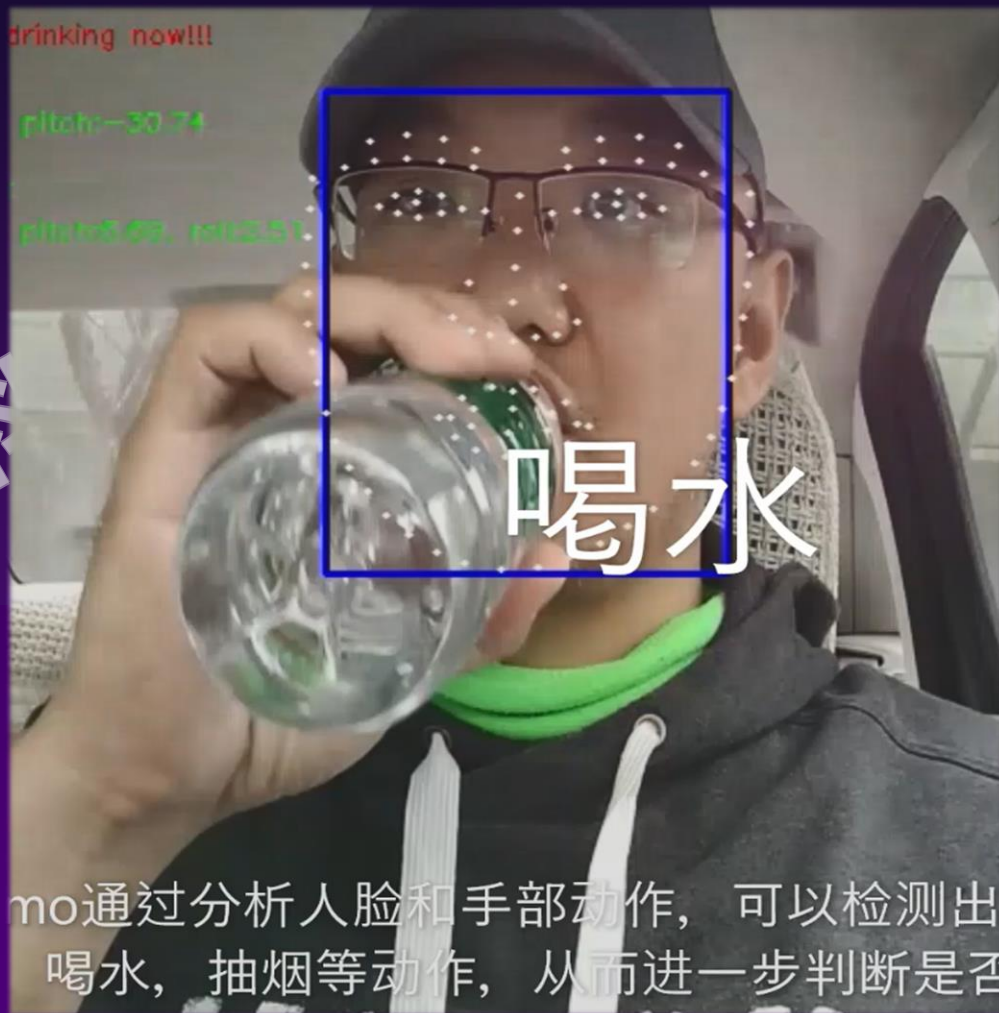 drinking now!!!
pitch:-30.74
喝水
mo通过分析人脸和手部动作，可以检测出
喝水，抽烟等动作，从而进一步判断是否